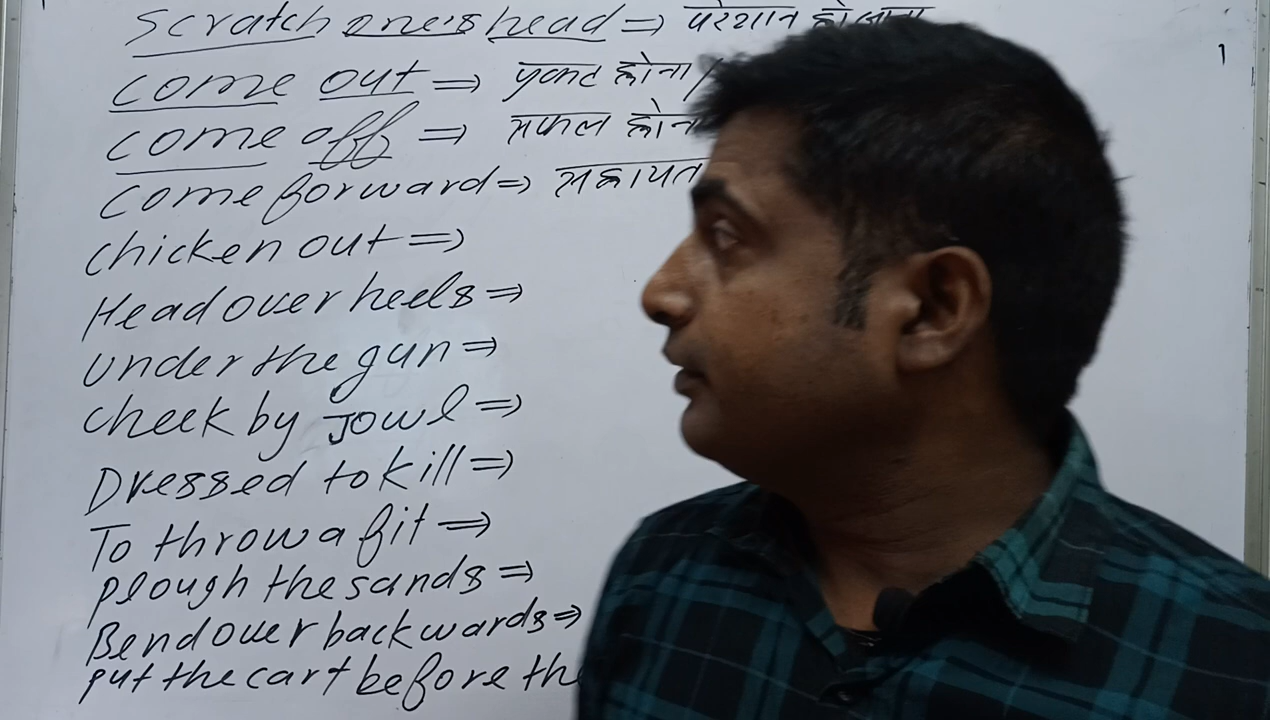 Scratch one's head ⇒ परेशान हो जाना
come out ⇒ प्रकट होना /
come off ⇒ सफल होना
come forward ⇒ सहायता
chicken out ⇒
Head over heels ⇒
under the gun ⇒
cheek by Jowl ⇒
Dressed to kill ⇒
To throw a fit ⇒
plough the sands ⇒
Bend over backwards ⇒
put the cart before the